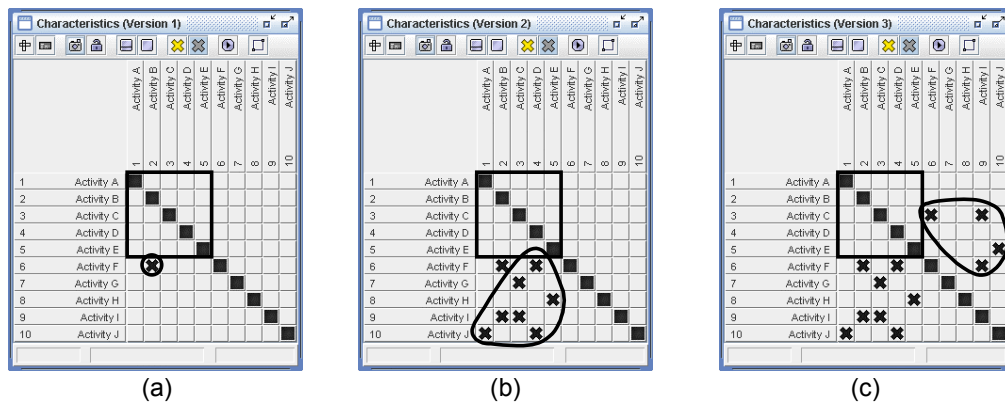 Characteristics (Version 1)
Activity A
Activity B
Activity C
Activity D
Activity E
Activity F
Activity G
Activity H
Activity I
Activity J
1
2
3
4
5
6
7
8
9
10
1 Activity A
2 Activity B
3 Activity C
4 Activity D
5 Activity E
6 Activity F
7 Activity G
8 Activity H
9 Activity I
10 Activity J
(a)
Characteristics (Version 2)
Activity A
Activity B
Activity C
Activity D
Activity E
Activity F
Activity G
Activity H
Activity I
Activity J
1
2
3
4
5
6
7
8
9
10
1 Activity A
2 Activity B
3 Activity C
4 Activity D
5 Activity E
6 Activity F
7 Activity G
8 Activity H
9 Activity I
10 Activity J
(b)
Characteristics (Version 3)
Activity A
Activity B
Activity C
Activity D
Activity E
Activity F
Activity G
Activity H
Activity I
Activity J
1
2
3
4
5
6
7
8
9
10
1 Activity A
2 Activity B
3 Activity C
4 Activity D
5 Activity E
6 Activity F
7 Activity G
8 Activity H
9 Activity I
10 Activity J
(c)